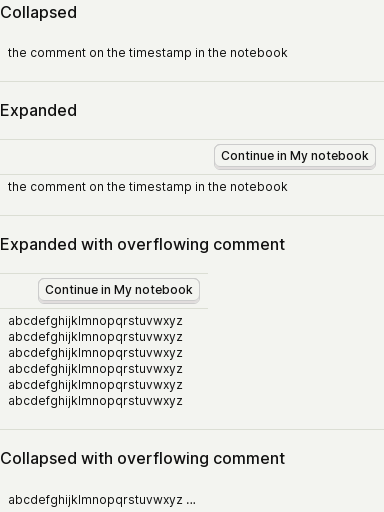 Collapsed
the comment on the timestamp in the notebook
Expanded
Continue in My notebook
the comment on the timestamp in the notebook
Expanded with overflowing comment
Continue in My notebook
abcdefghijklmnopqrstuvwxyz
abcdefghijklmnopqrstuvwxyz
abcdefghijklmnopqrstuvwxyz
abcdefghijklmnopqrstuvwxyz
abcdefghijklmnopqrstuvwxyz
abcdefghijklmnopqrstuvwxyz
Collapsed with overflowing comment
abcdefghijklmnopqrstuvwxyz ...